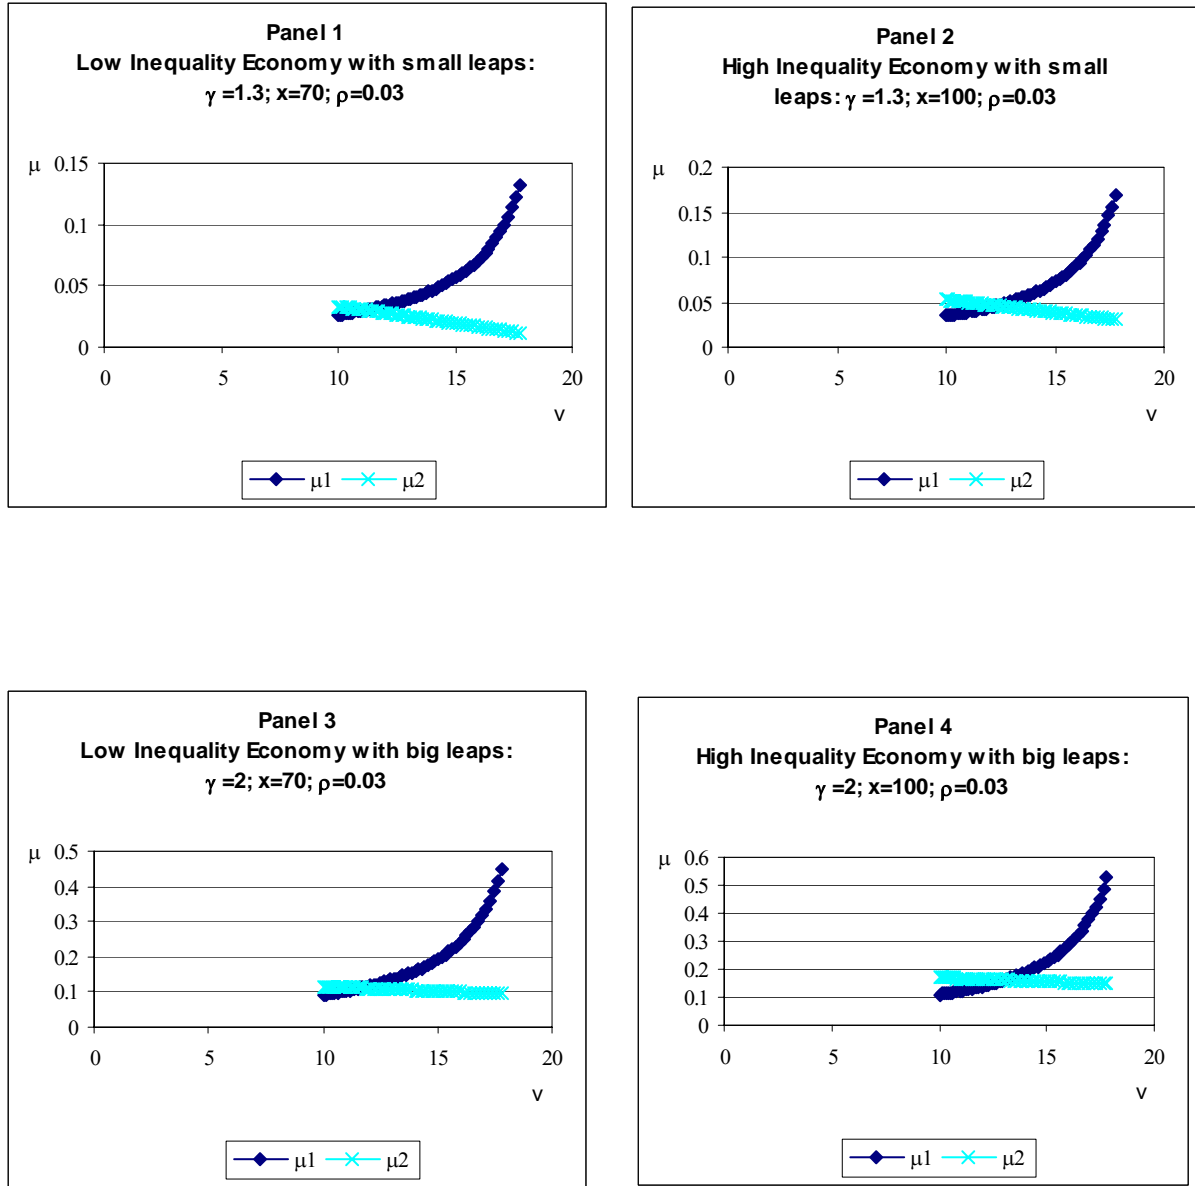 Panel 1
Low Inequality Economy with small leaps:
γ =1.3; x=70; ρ=0.03
μ
0.15
0.1
0.05
0
0 5 10 15 20
v
μ1 μ2
Panel 2
High Inequality Economy with small
leaps: γ =1.3; x=100; ρ=0.03
μ
0.2
0.15
0.1
0.05
0
0 5 10 15 20
v
μ1 μ2
Panel 3
Low Inequality Economy with big leaps:
γ =2; x=70; ρ=0.03
μ
0.5
0.4
0.3
0.2
0.1
0
0 5 10 15 20
v
μ1 μ2
Panel 4
High Inequality Economy with big leaps:
γ =2; x=100; ρ=0.03
μ
0.6
0.5
0.4
0.3
0.2
0.1
0
0 5 10 15 20
v
μ1 μ2